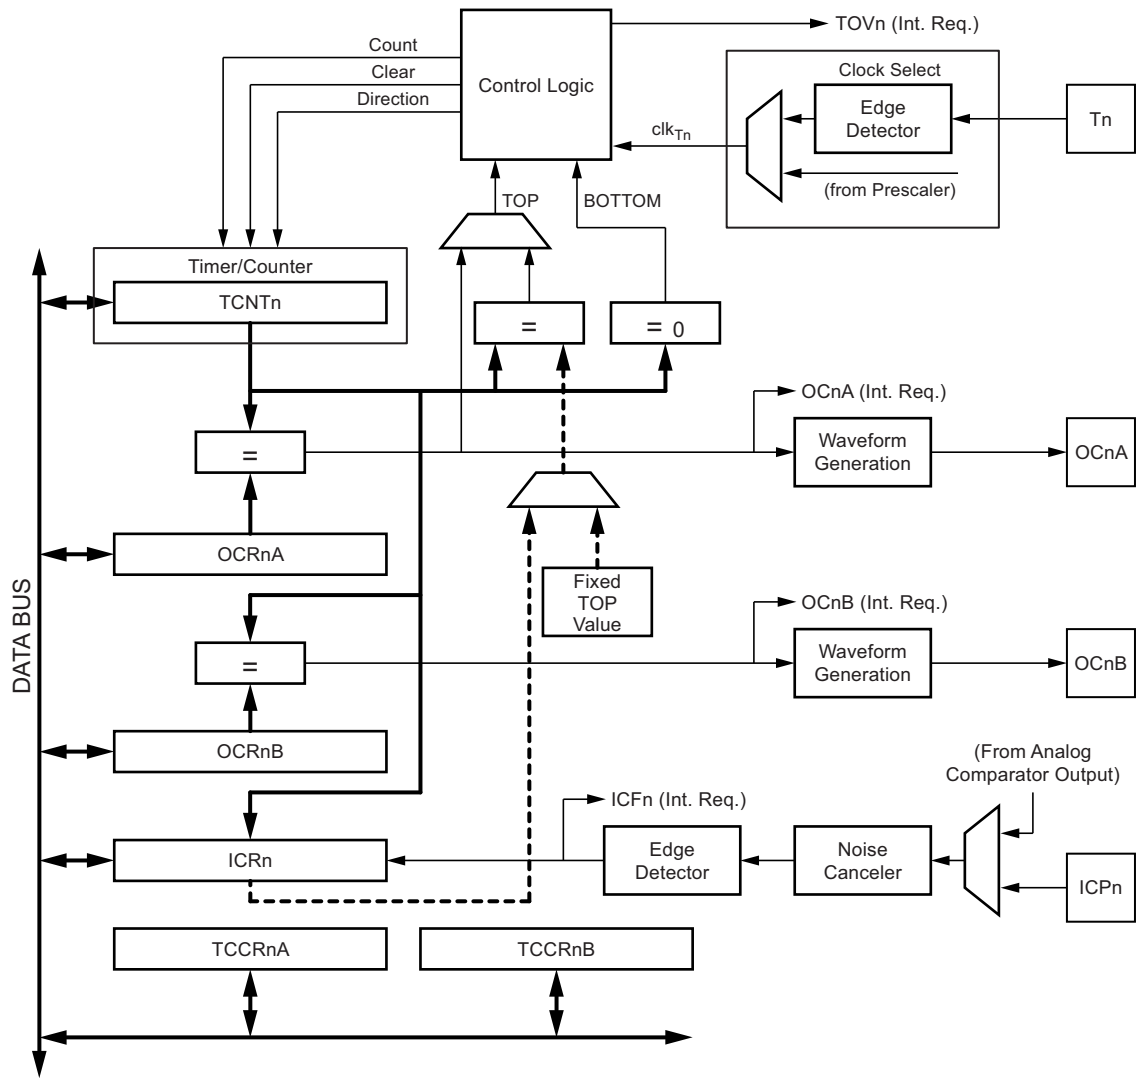 TOVn (Int. Req.)
Count
Clear
Direction
Control Logic
Clock Select
Edge
Detector
Tn
clkTn
(from Prescaler)
TOP
BOTTOM
Timer/Counter
TCNTn
=
= 0
OCnA (Int. Req.)
=
Waveform
Generation
OCnA
OCRnA
Fixed
TOP
Value
DATA BUS
OCnB (Int. Req.)
=
Waveform
Generation
OCnB
OCRnB
(From Analog
Comparator Output)
ICFn (Int. Req.)
ICRn
Edge
Detector
Noise
Canceler
ICPn
TCCRnA
TCCRnB